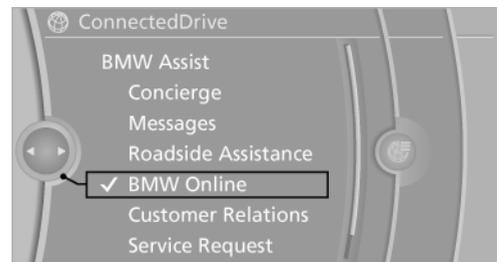 ConnectedDrive
BMW Assist
Concierge
Messages
Roadside Assistance
✓ BMW Online
Customer Relations
Service Request